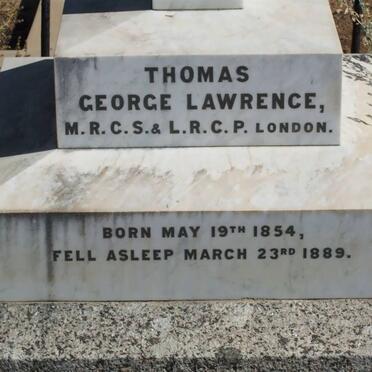 THOMAS
GEORGE LAWRENCE,
M.R.C.S. & L.R.C.P. LONDON.
BORN MAY 19TH 1854,
FELL ASLEEP MARCH 23RD 1889.